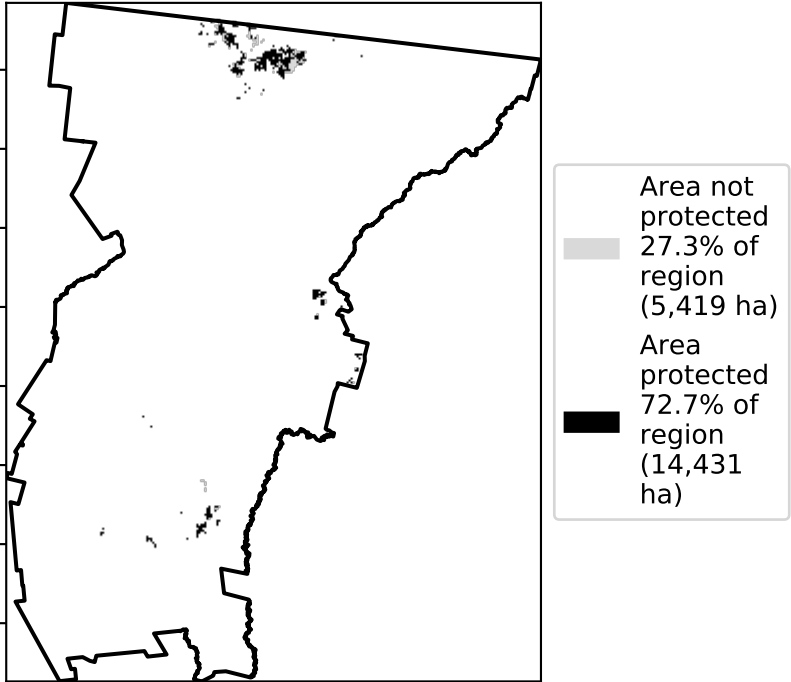 Area not
protected
27.3% of
region
(5,419 ha)
Area
protected
72.7% of
region
(14,431
ha)